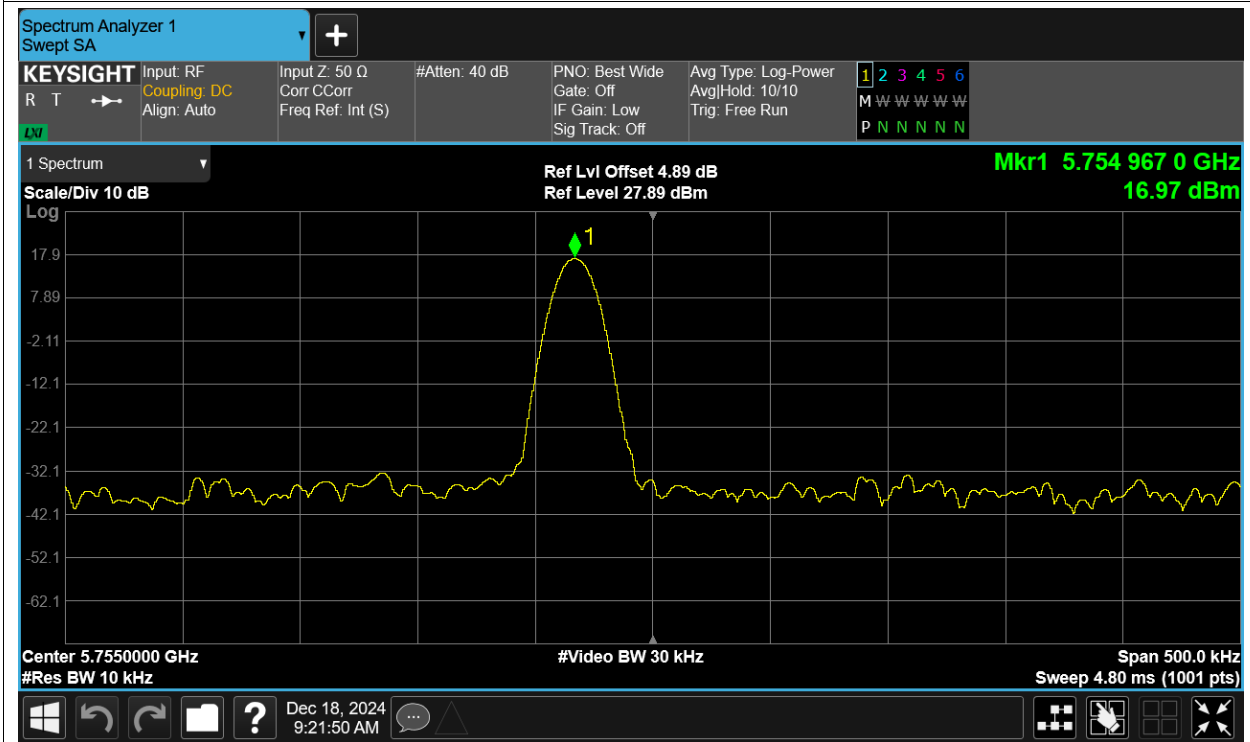 Spectrum Analyzer 1
Swept SA
KEYSIGHT
R T
LXI
Input: RF
Coupling: DC
Align: Auto
Input Z: 50 Ω
Corr CCorr
Freq Ref: Int (S)
#Atten: 40 dB
PNO: Best Wide
Gate: Off
IF Gain: Low
Sig Track: Off
Avg Type: Log-Power
Avg|Hold: 10/10
Trig: Free Run
1 2 3 4 5 6
M W W W W W
P N N N N N
1 Spectrum
Scale/Div 10 dB
Log
Ref Lvl Offset 4.89 dB
Ref Level 27.89 dBm
Mkr1 5.754 967 0 GHz
16.97 dBm
1
17.9
7.89
-2.11
-12.1
-22.1
-32.1
-42.1
-52.1
-62.1
Center 5.7550000 GHz
#Res BW 10 kHz
#Video BW 30 kHz
Span 500.0 kHz
Sweep 4.80 ms (1001 pts)
?
Dec 18, 2024
9:21:50 AM